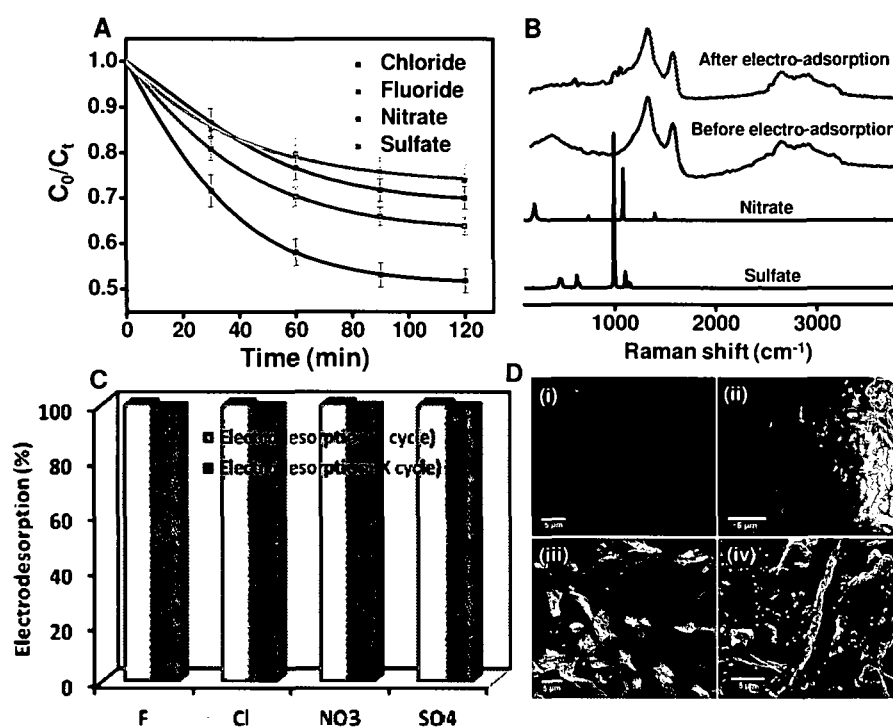 A
1.0
0.9
0.8
0.7
0.6
0.5
C₀/Cₜ
0 20 40 60 80 100 120
Time (min)
Chloride
Fluoride
Nitrate
Sulfate
B
After electro-adsorption
Before electro-adsorption
Nitrate
Sulfate
1000 2000 3000
Raman shift (cm⁻¹)
C
100
80
60
40
20
0
Electrodesorption (%)
cycle)
cycle)
F Cl NO3 SO4
D
(i)
5 µm
(ii)
(iii)
5 µm
(iv)
5 µm